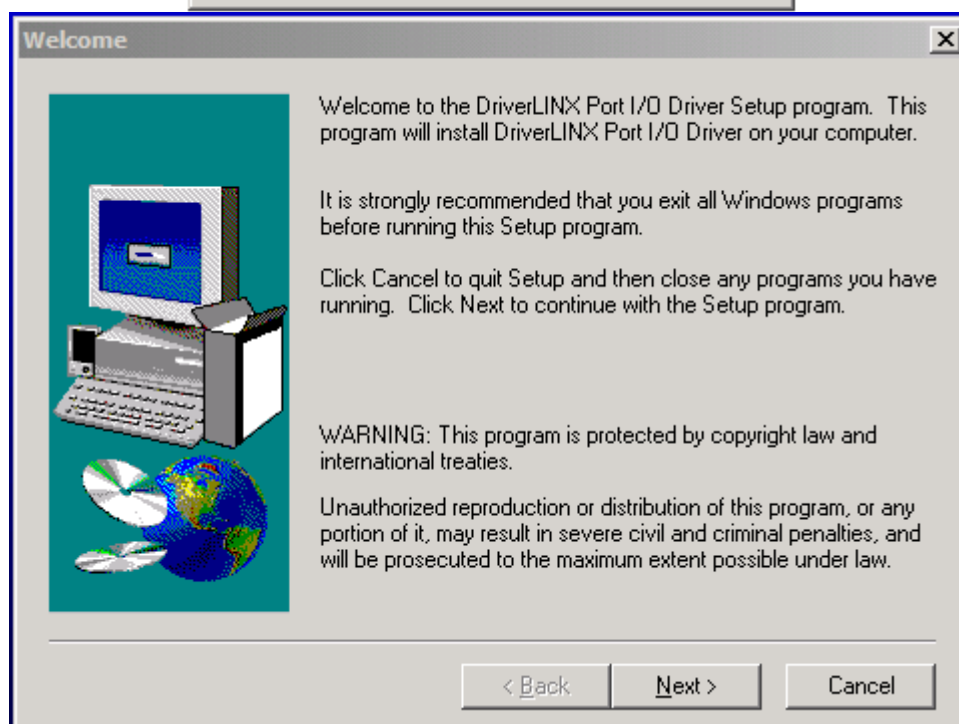 Welcome
Welcome to the DriverLINX Port I/O Driver Setup program.  This
program will install DriverLINX Port I/O Driver on your computer.
It is strongly recommended that you exit all Windows programs
before running this Setup program.
Click Cancel to quit Setup and then close any programs you have
running.  Click Next to continue with the Setup program.
WARNING: This program is protected by copyright law and
international treaties.
Unauthorized reproduction or distribution of this program, or any
portion of it, may result in severe civil and criminal penalties, and
will be prosecuted to the maximum extent possible under law.
< Back
Next >
Cancel